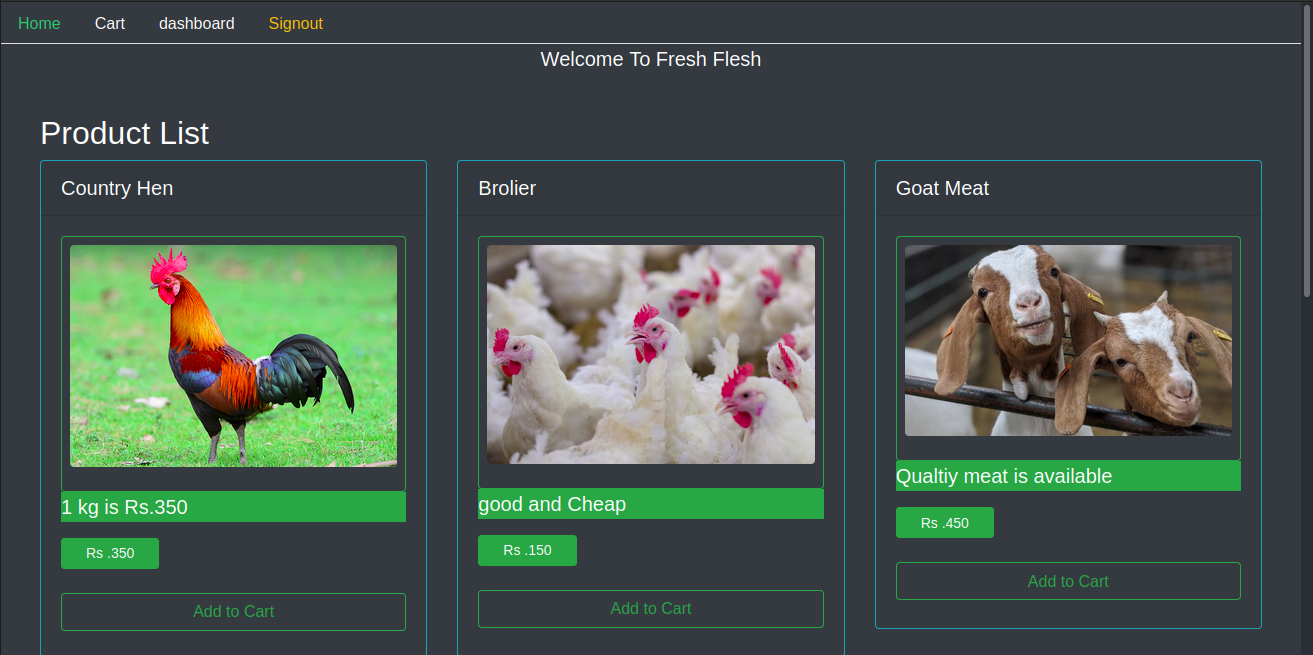 Home Cart dashboard Signout
Welcome To Fresh Flesh
Product List
Country Hen
1 kg is Rs.350
Rs .350
Add to Cart
Brolier
good and Cheap
Rs .150
Add to Cart
Goat Meat
Qualtiy meat is available
Rs .450
Add to Cart